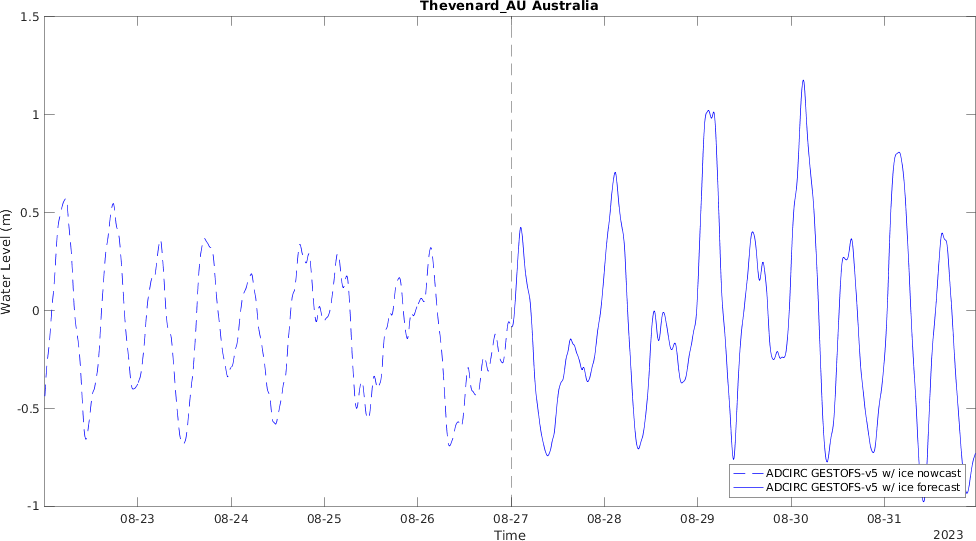 Thevenard_AU Australia
1.5
1
0.5
0
-0.5
-1
Water Level (m)
08-23 08-24 08-25 08-26 08-27 08-28 08-29 08-30 08-31
Time
2023
ADCIRC GESTOFS-v5 w/ ice nowcast
ADCIRC GESTOFS-v5 w/ ice forecast